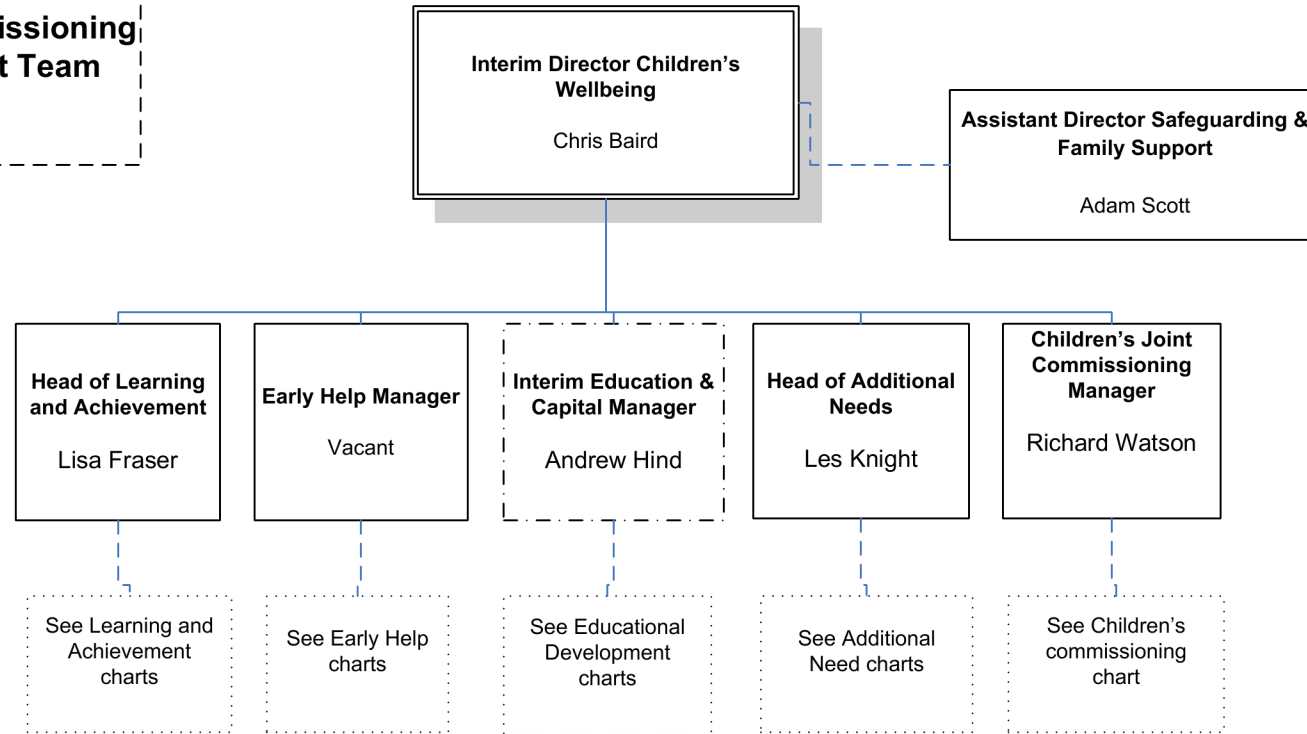 issioning
t Team
Interim Director Children’s
Wellbeing
Chris Baird
Assistant Director Safeguarding &
Family Support
Adam Scott
Head of Learning
and Achievement
Lisa Fraser
Early Help Manager
Vacant
Interim Education &
Capital Manager
Andrew Hind
Head of Additional
Needs
Les Knight
Children’s Joint
Commissioning
Manager
Richard Watson
See Learning and
Achievement
charts
See Early Help
charts
See Educational
Development
charts
See Additional
Need charts
See Children’s
commissioning
chart